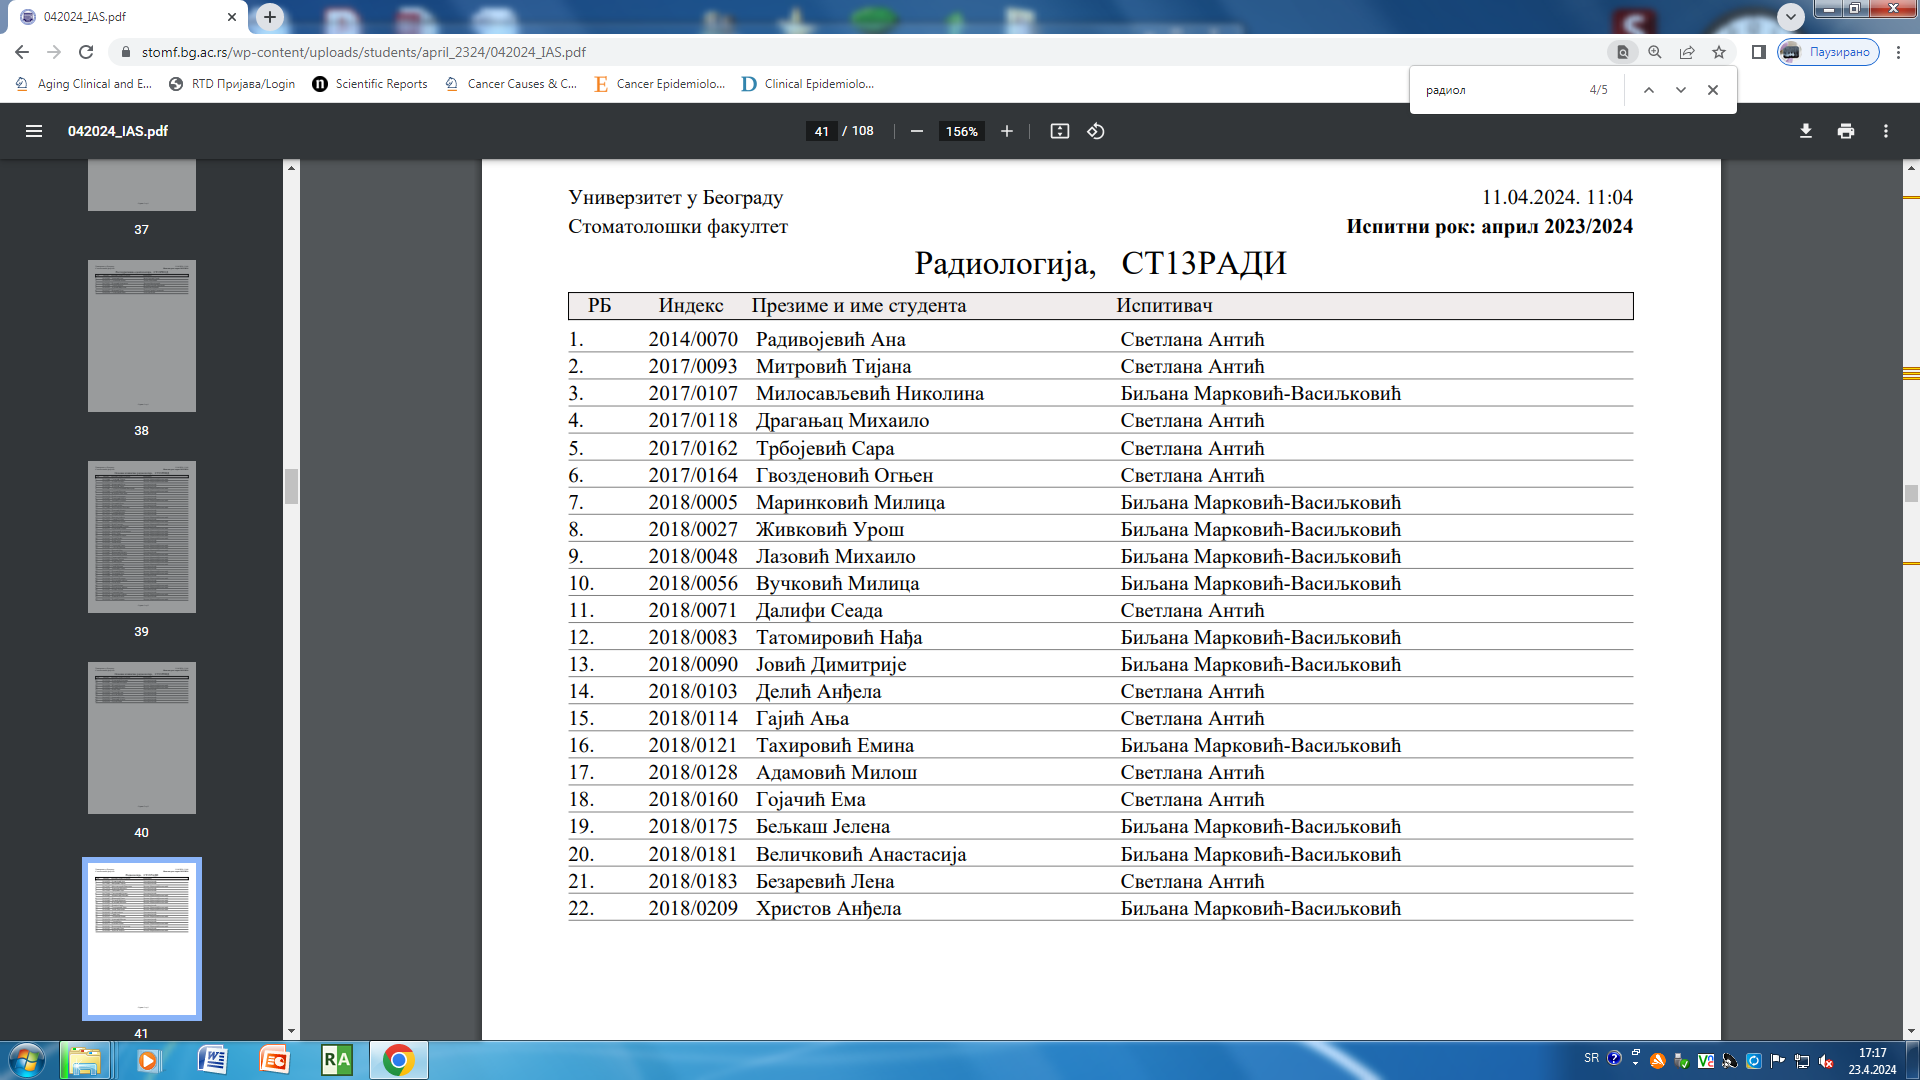 042024_IAS.pdf
stomf.bg.ac.rs/wp-content/uploads/students/april_2324/042024_IAS.pdf
Паузирано
Aging Clinical and E... RTD Пријава/Login Scientific Reports Cancer Causes & C... Cancer Epidemiolo... Clinical Epidemiolo...
радиол 4/5
042024_IAS.pdf 41 / 108 156%
37
38
39
40
41
Универзитет у Београду 11.04.2024. 11:04
Стоматолошки факултет Испитни рок: април 2023/2024
Радиологија, СТ13РАДИ
РБ Индекс Презиме и име студента Испитивач
1. 2014/0070 Радивојевић Ана Светлана Антић
2. 2017/0093 Митровић Тијана Светлана Антић
3. 2017/0107 Милосављевић Николина Биљана Марковић-Васиљковић
4. 2017/0118 Драгањац Михаило Светлана Антић
5. 2017/0162 Трбојевић Сара Светлана Антић
6. 2017/0164 Гвозденовић Огњен Светлана Антић
7. 2018/0005 Маринковић Милица Биљана Марковић-Васиљковић
8. 2018/0027 Живковић Урош Биљана Марковић-Васиљковић
9. 2018/0048 Лазовић Михаило Биљана Марковић-Васиљковић
10. 2018/0056 Вучковић Милица Биљана Марковић-Васиљковић
11. 2018/0071 Далифи Сеада Светлана Антић
12. 2018/0083 Татомировић Нађа Биљана Марковић-Васиљковић
13. 2018/0090 Јовић Димитрије Биљана Марковић-Васиљковић
14. 2018/0103 Делић Анђела Светлана Антић
15. 2018/0114 Гајић Ања Светлана Антић
16. 2018/0121 Тахировић Емина Биљана Марковић-Васиљковић
17. 2018/0128 Адамовић Милош Светлана Антић
18. 2018/0160 Гојачић Ема Светлана Антић
19. 2018/0175 Бељкаш Јелена Биљана Марковић-Васиљковић
20. 2018/0181 Величковић Анастасија Биљана Марковић-Васиљковић
21. 2018/0183 Безаревић Лена Светлана Антић
22. 2018/0209 Христов Анђела Биљана Марковић-Васиљковић
RA
SR
17:17
23.4.2024